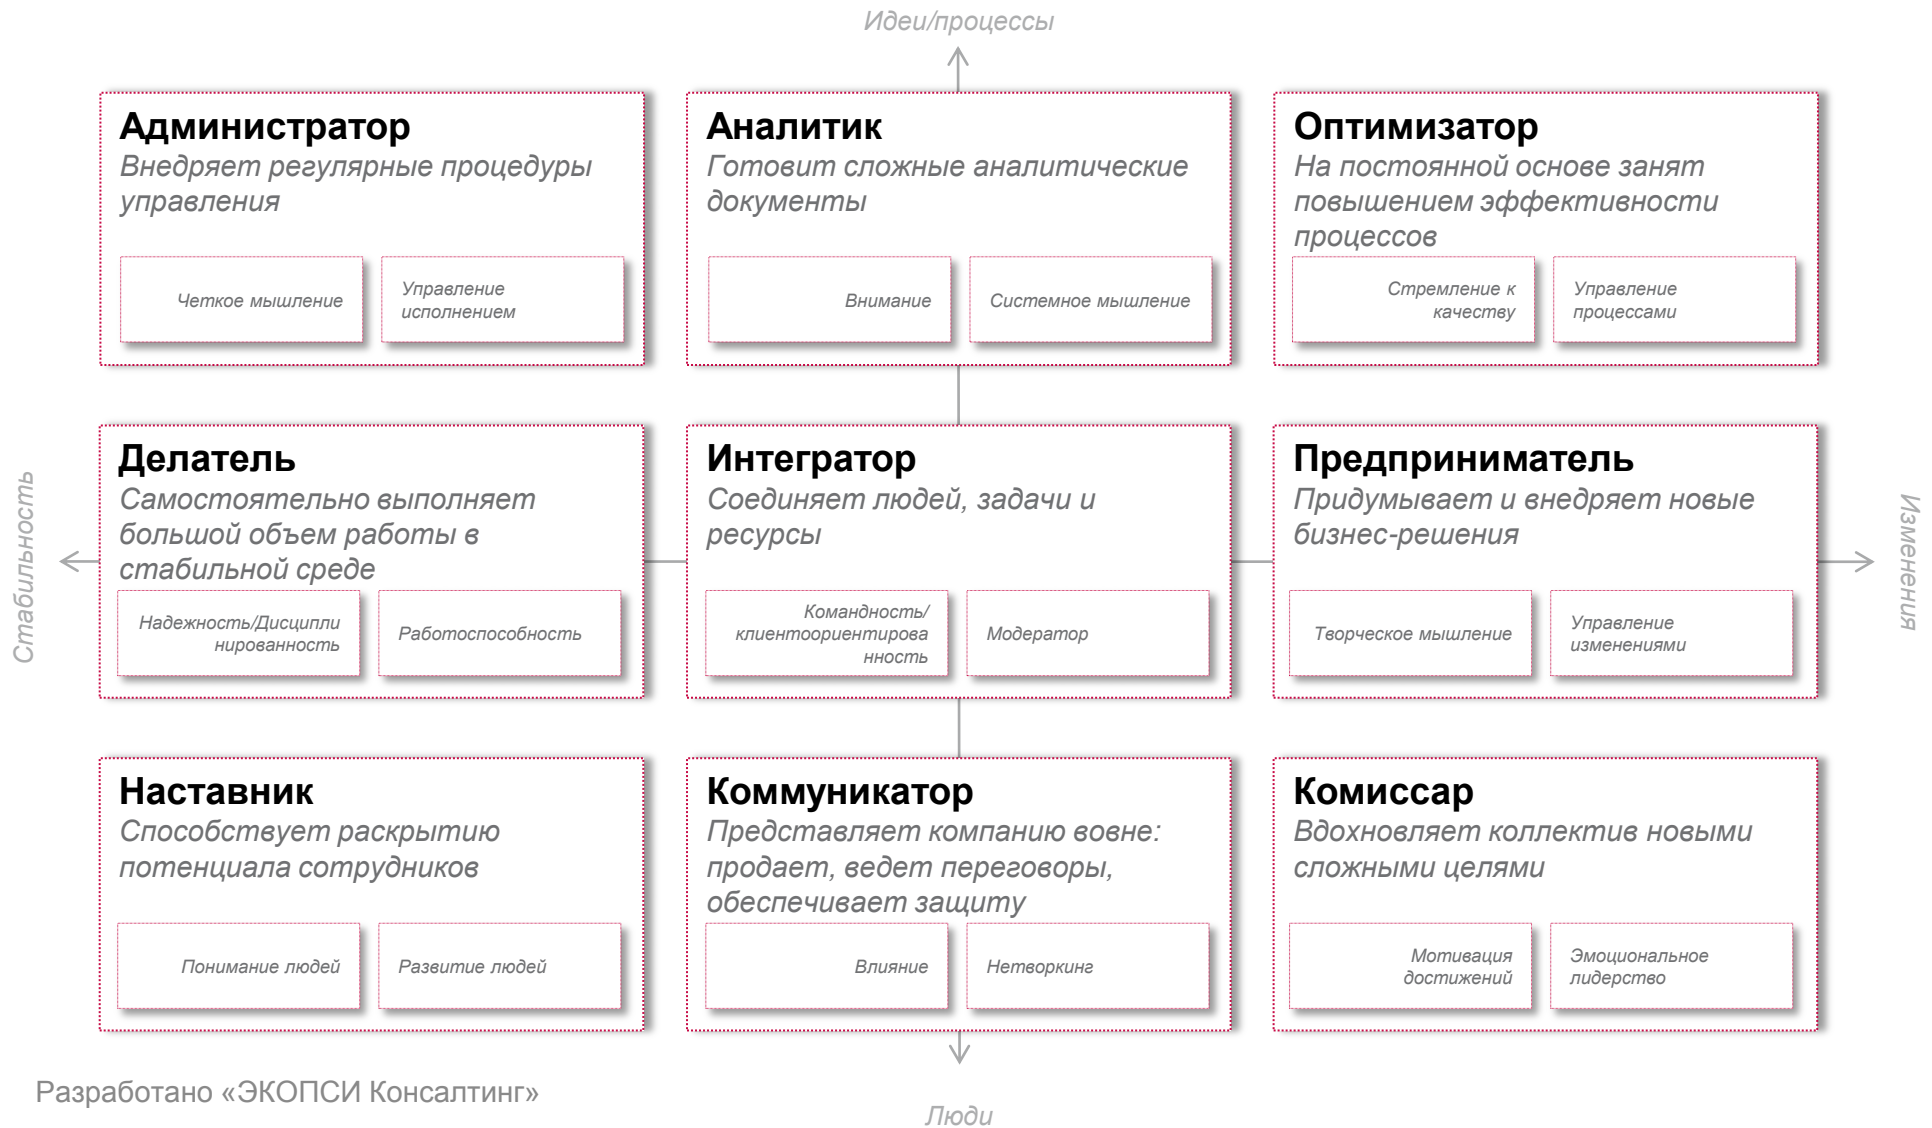 Идеи/процессы
Администратор
Внедряет регулярные процедуры
управления
Четкое мышление
Управление
исполнением
Аналитик
Готовит сложные аналитические
документы
Внимание
Системное мышление
Оптимизатор
На постоянной основе занят
повышением эффективности
процессов
Стремление к
качеству
Управление
процессами
Стабильность
Делатель
Самостоятельно выполняет
большой объем работы в
стабильной среде
Надежность/Дисципли
нированность
Работоспособность
Интегратор
Соединяет людей, задачи и
ресурсы
Командность/
клиентоориентирова
нность
Модератор
Предприниматель
Придумывает и внедряет новые
бизнес-решения
Творческое мышление
Управление
изменениями
Изменения
Наставник
Способствует раскрытию
потенциала сотрудников
Понимание людей
Развитие людей
Коммуникатор
Представляет компанию вовне:
продает, ведет переговоры,
обеспечивает защиту
Влияние
Нетворкинг
Комиссар
Вдохновляет коллектив новыми
сложными целями
Мотивация
достижений
Эмоциональное
лидерство
Разработано «ЭКОПСИ Консалтинг»
Люди